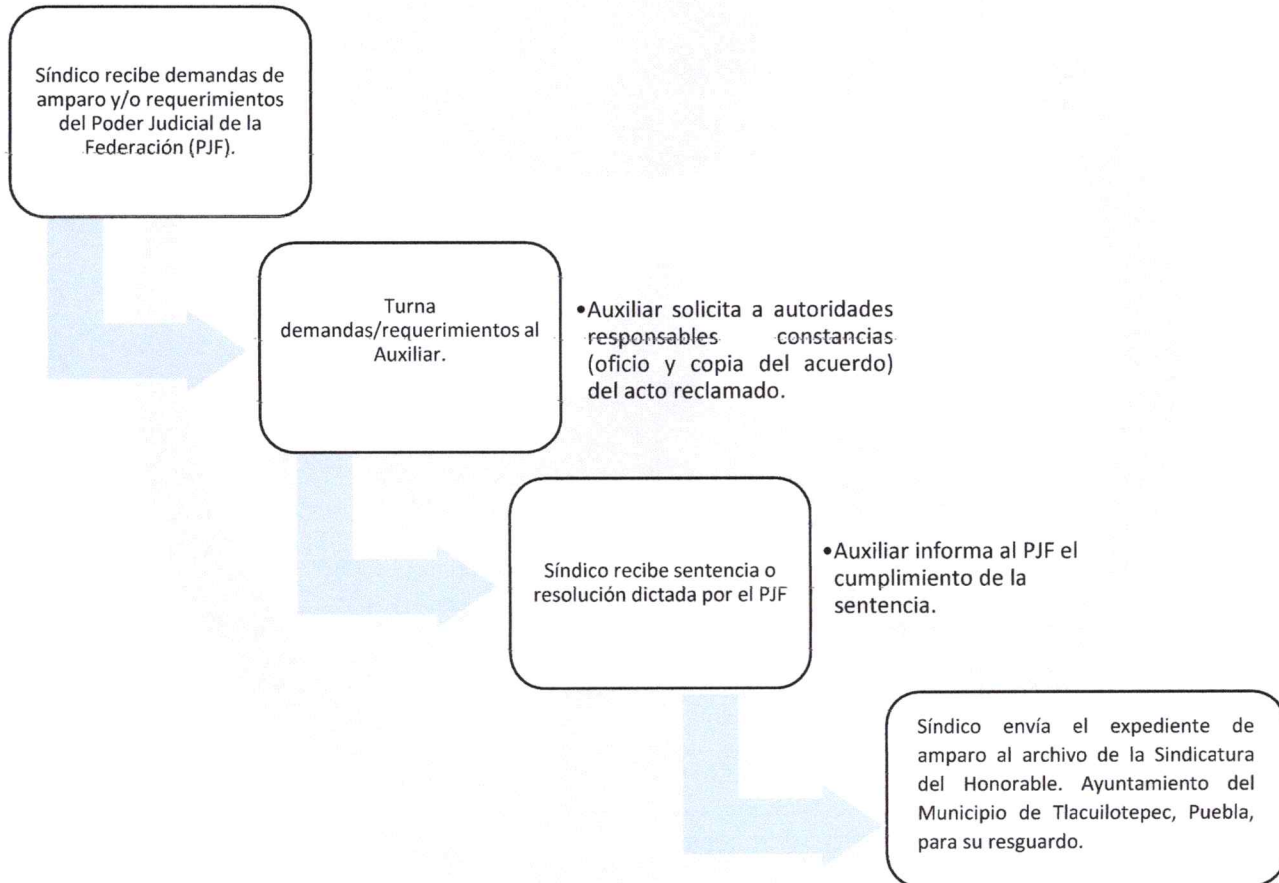 Síndico recibe demandas de
amparo y/o requerimientos
del Poder Judicial de la
Federación (PJF).
Turna
demandas/requerimientos al
Auxiliar.
•Auxiliar solicita a autoridades
responsables constancias
(oficio y copia del acuerdo)
del acto reclamado.
Síndico recibe sentencia o
resolución dictada por el PJF
•Auxiliar informa al PJF el
cumplimiento de la
sentencia.
Síndico envía el expediente de
amparo al archivo de la Sindicatura
del Honorable. Ayuntamiento del
Municipio de Tlacuilotepec, Puebla,
para su resguardo.